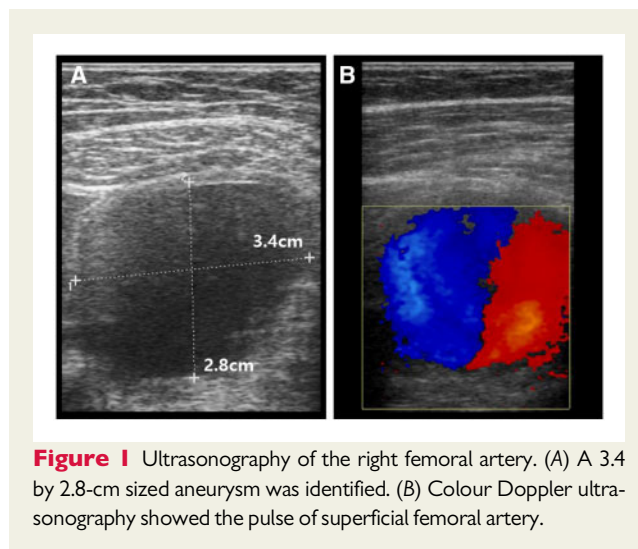 A
B
3.4cm
2.8cm
Figure 1 Ultrasonography of the right femoral artery. (A) A 3.4
by 2.8-cm sized aneurysm was identified. (B) Colour Doppler ultra-
sonography showed the pulse of superficial femoral artery.